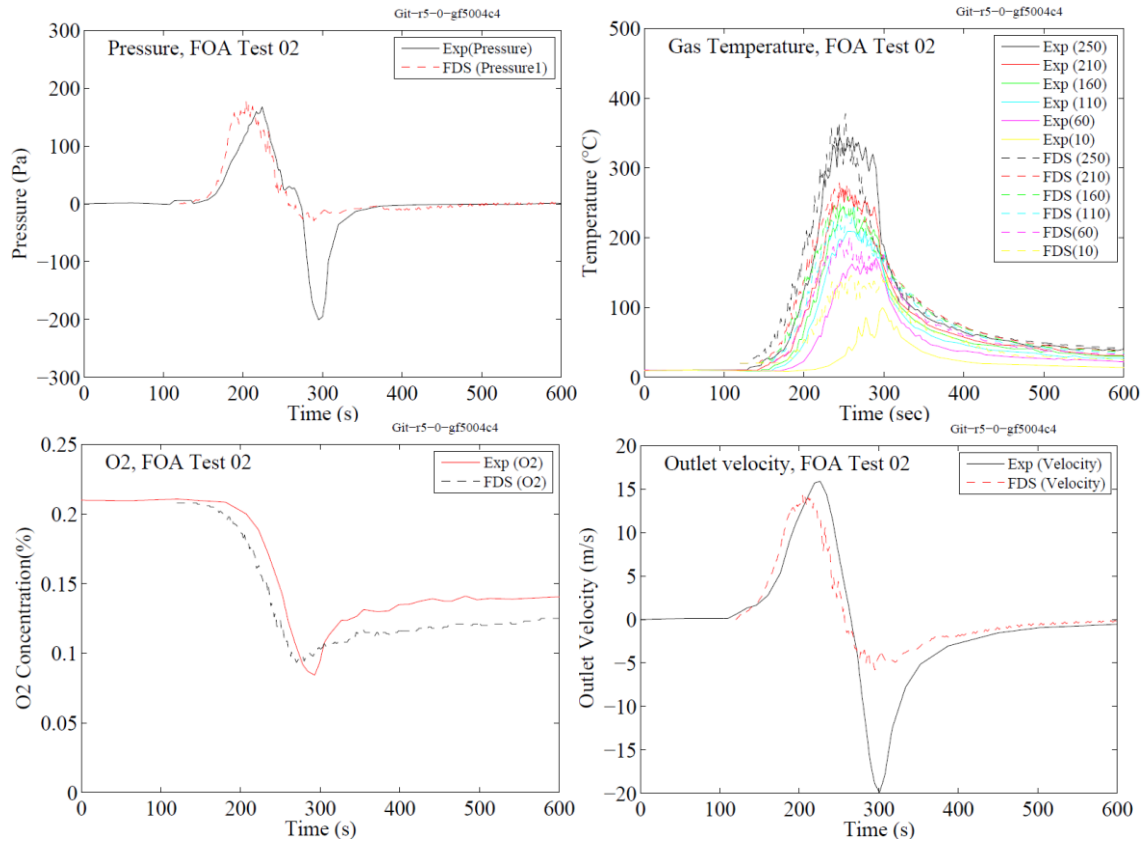 Git-r5-0-gf5004c4
Pressure, FOA Test 02
Exp(Pressure)
FDS (Pressure1)
300
200
100
0
−100
−200
−300
Pressure (Pa)
0 100 200 300 400 500 600
Time (s)
Git-r5-0-gf5004c4
Gas Temperature, FOA Test 02
Exp (250)
Exp (210)
Exp (160)
Exp (110)
Exp(60)
Exp(10)
FDS (250)
FDS (210)
FDS (160)
FDS (110)
FDS(60)
FDS(10)
500
400
300
200
100
0
Temperature (°C)
0 100 200 300 400 500 600
Time (sec)
Git-r5-0-gf5004c4
O2, FOA Test 02
Exp (O2)
FDS (O2)
0.25
0.2
0.15
0.1
0.05
0
O2 Concentration(%)
0 100 200 300 400 500 600
Time (s)
Git-r5-0-gf5004c4
Outlet velocity, FOA Test 02
Exp (Velocity)
FDS (Velocity)
20
15
10
5
0
−5
−10
−15
−20
Outlet Velocity (m/s)
0 100 200 300 400 500 600
Time (s)